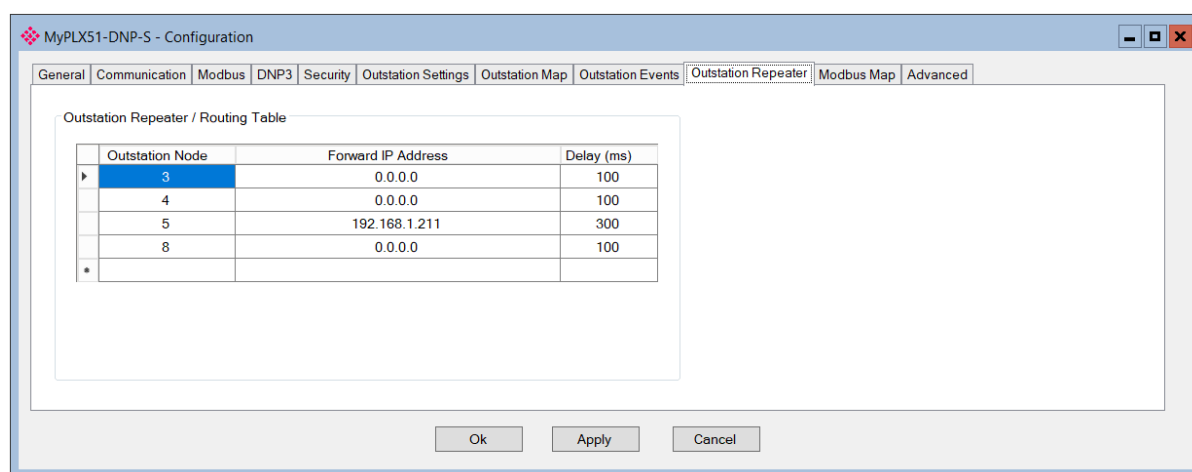 MyPLX51-DNP-S - Configuration
General Communication Modbus DNP3 Security Outstation Settings Outstation Map Outstation Events Outstation Repeater Modbus Map Advanced
Outstation Repeater / Routing Table
Outstation Node Forward IP Address Delay (ms)
3 0.0.0.0 100
4 0.0.0.0 100
5 192.168.1.211 300
8 0.0.0.0 100
Ok Apply Cancel